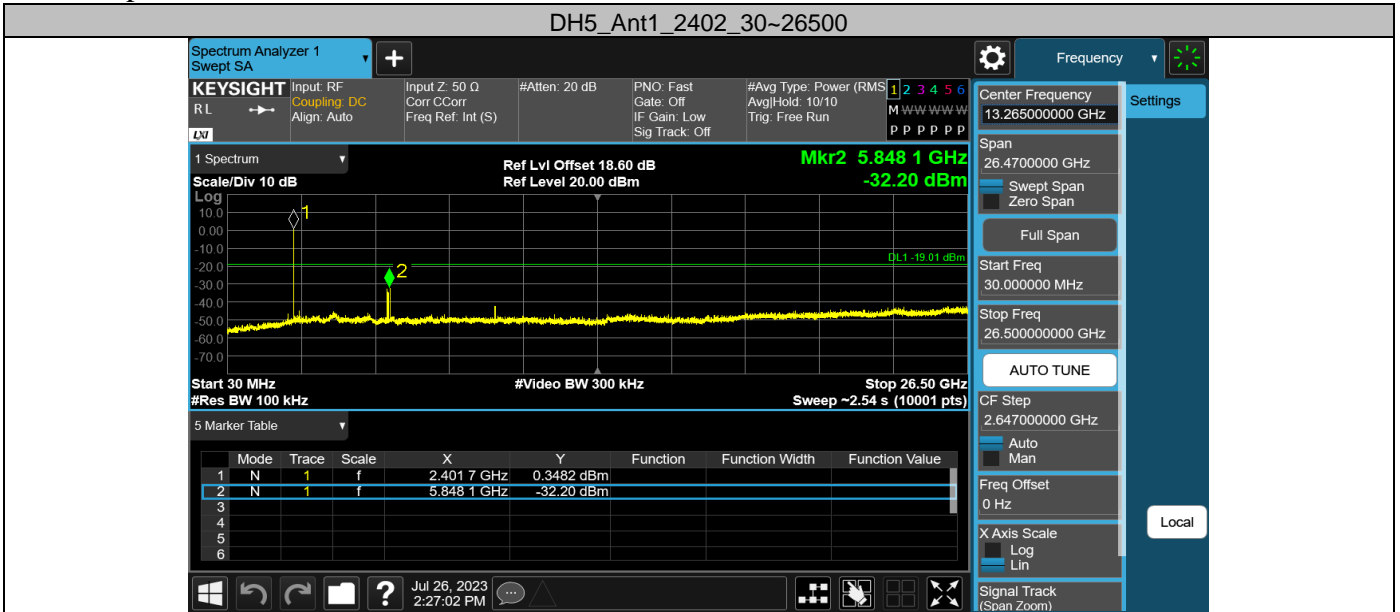 DH5_Ant1_2402_30~26500
Spectrum Analyzer 1
Swept SA
+
Frequency
KEYSIGHT
RL
LXI
Input: RF
Coupling: DC
Align: Auto
Input Z: 50 Ω
Corr CCorr
Freq Ref: Int (S)
#Atten: 20 dB
PNO: Fast
Gate: Off
IF Gain: Low
Sig Track: Off
#Avg Type: Power (RMS
Avg|Hold: 10/10
Trig: Free Run
1 2 3 4 5 6
M W W W W W
P P P P P P
1 Spectrum
Scale/Div 10 dB
Ref Lvl Offset 18.60 dB
Ref Level 20.00 dBm
Mkr2 5.848 1 GHz
-32.20 dBm
Log
10.0
0.00
-10.0
-20.0
-30.0
-40.0
-50.0
-60.0
-70.0
1
2
DL1 -19.01 dBm
Start 30 MHz
#Video BW 300 kHz
Stop 26.50 GHz
#Res BW 100 kHz
Sweep ~2.54 s (10001 pts)
5 Marker Table
Mode Trace Scale X Y Function Function Width Function Value
1 N 1 f 2.401 7 GHz 0.3482 dBm
2 N 1 f 5.848 1 GHz -32.20 dBm
3
4
5
6
Jul 26, 2023
2:27:02 PM
?
Center Frequency
13.265000000 GHz
Settings
Span
26.4700000 GHz
Swept Span
Zero Span
Full Span
Start Freq
30.000000 MHz
Stop Freq
26.500000000 GHz
AUTO TUNE
CF Step
2.647000000 GHz
Auto
Man
Freq Offset
0 Hz
Local
X Axis Scale
Log
Lin
Signal Track
(Span Zoom)